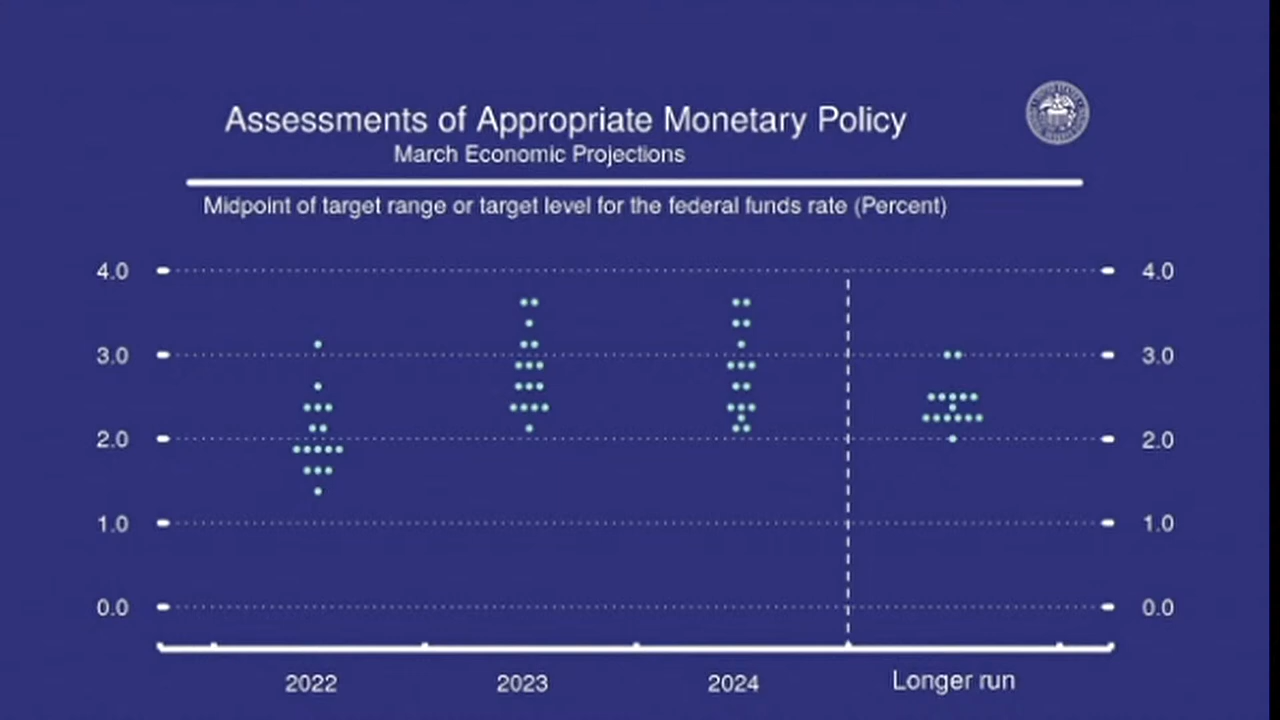 Assessments of Appropriate Monetary Policy
March Economic Projections
Midpoint of target range or target level for the federal funds rate (Percent)
4.0 4.0
3.0 3.0
2.0 2.0
1.0 1.0
0.0 0.0
2022 2023 2024 Longer run